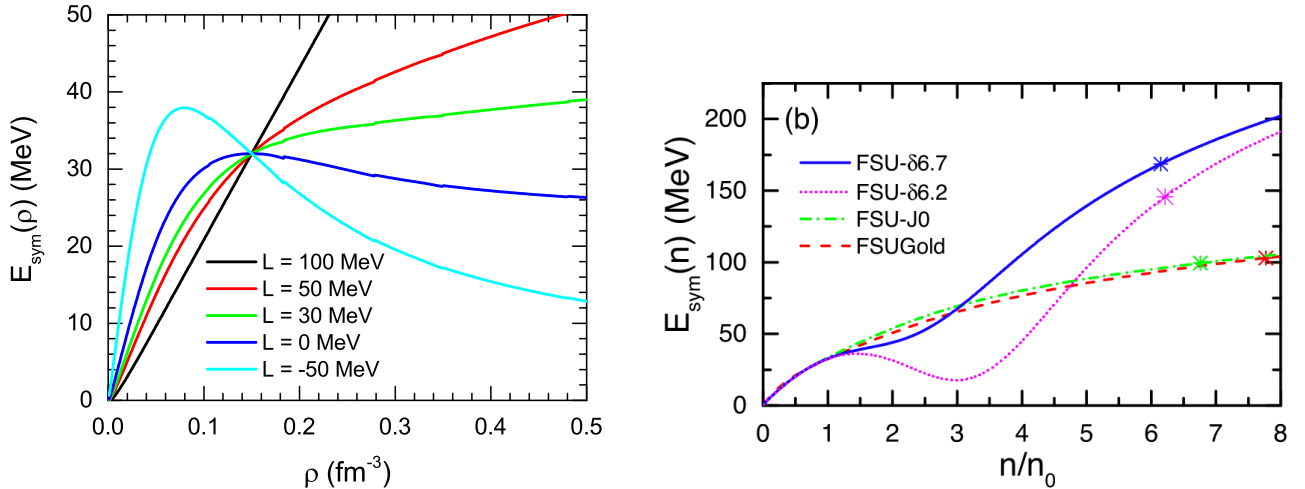 50
40
30
20
10
0
E_sym(ρ) (MeV)
L = 100 MeV
L = 50 MeV
L = 30 MeV
L = 0 MeV
L = -50 MeV
0.0 0.1 0.2 0.3 0.4 0.5
ρ (fm⁻³)
(b)
200
150
100
50
0
E_sym(n) (MeV)
FSU-δ6.7
FSU-δ6.2
FSU-J0
FSUGold
0 1 2 3 4 5 6 7 8
n/n₀